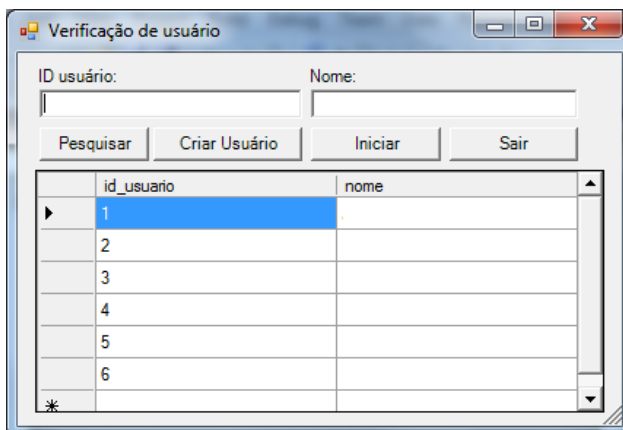 Verificação de usuário
ID usuário: Nome:
Pesquisar Criar Usuário Iniciar Sair
id_usuario nome
1
2
3
4
5
6